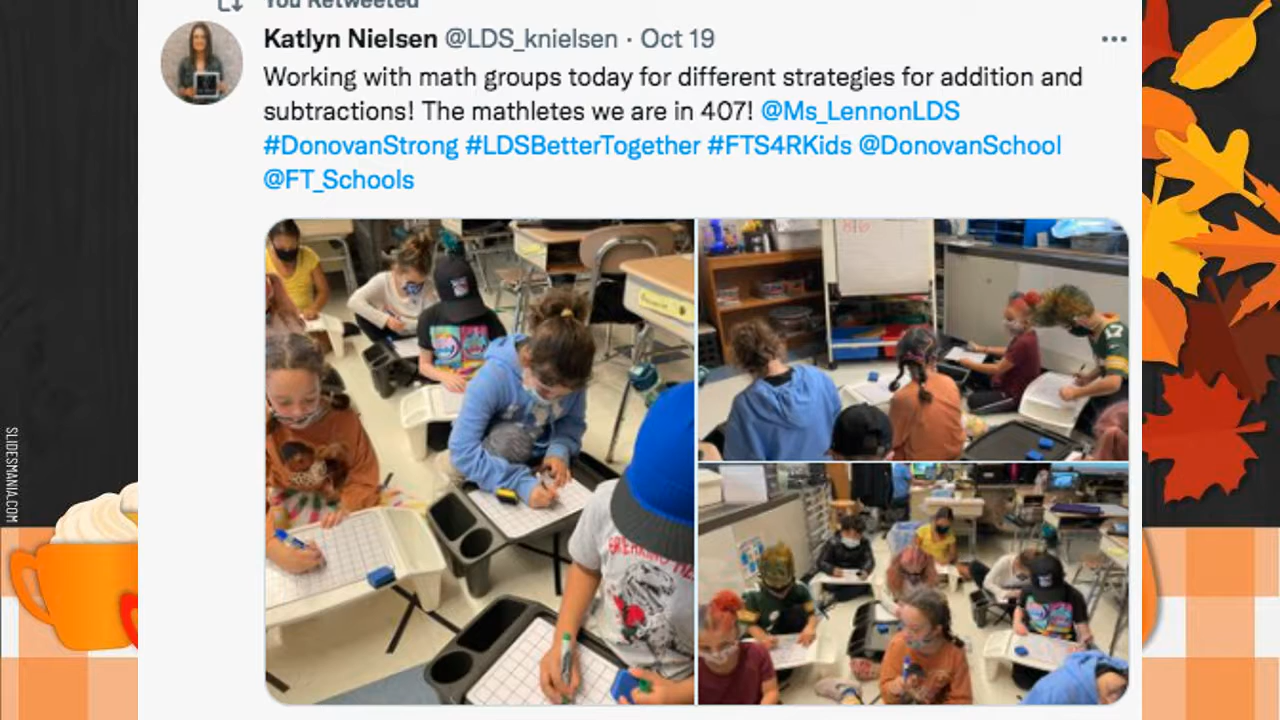 You Retweeted
Katlyn Nielsen @LDS_knielsen · Oct 19
Working with math groups today for different strategies for addition and
subtractions! The mathletes we are in 407! @Ms_LennonLDS
#DonovanStrong #LDSBetterTogether #FTS4RKids @DonovanSchool
@FT_Schools
SLIDESMANIA.COM